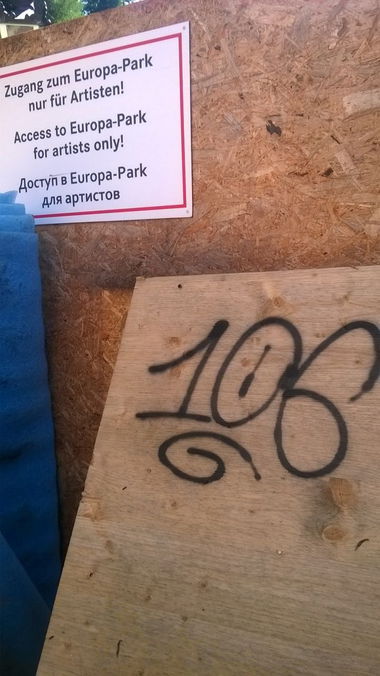 Zugang zum Europa-Park
nur für Artisten!
Access to Europa-Park
for artists only!
Доступ в Europa-Park
для артистов
106